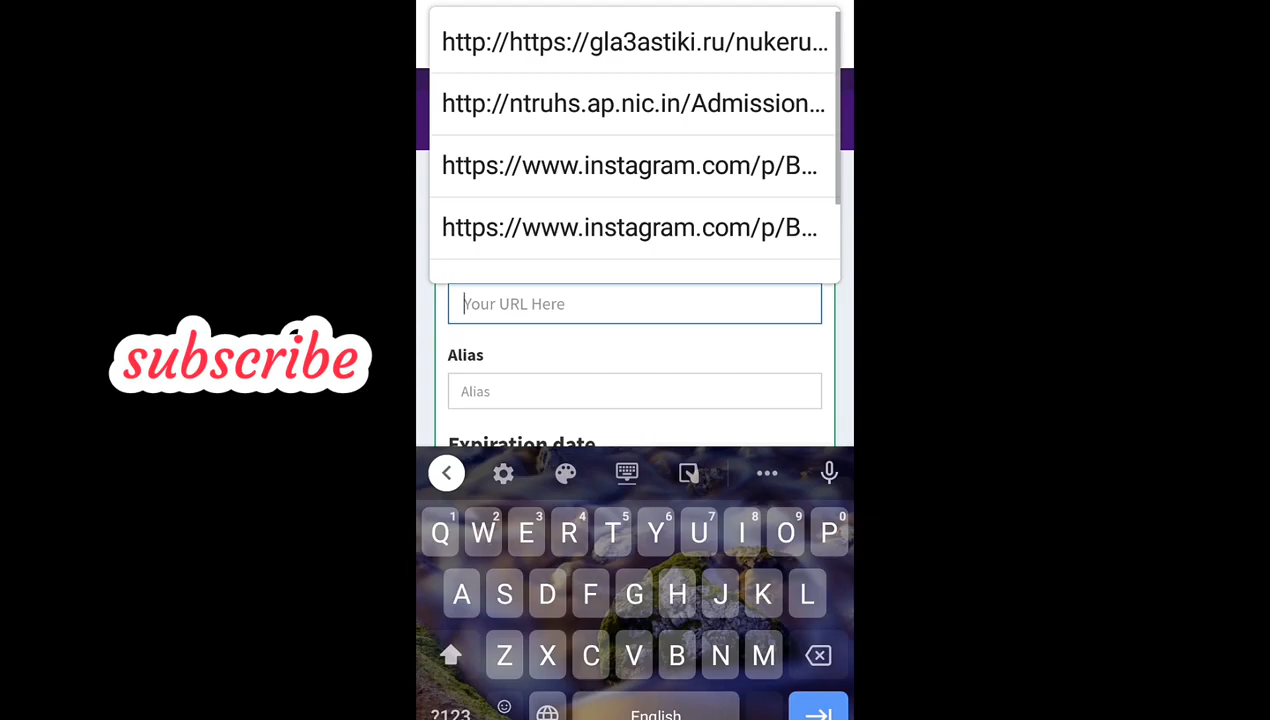 http://https://gla3astiki.ru/nukeru...
http://ntruhs.ap.nic.in/Admission...
https://www.instagram.com/p/B...
https://www.instagram.com/p/B...
Your URL Here
subscribe
Alias
Alias
Expiration date
1 2 3 4 5 6 7 8 9 0
Q W E R T Y U I O P
A S D F G H J K L
Z X C V B N M
?123 English